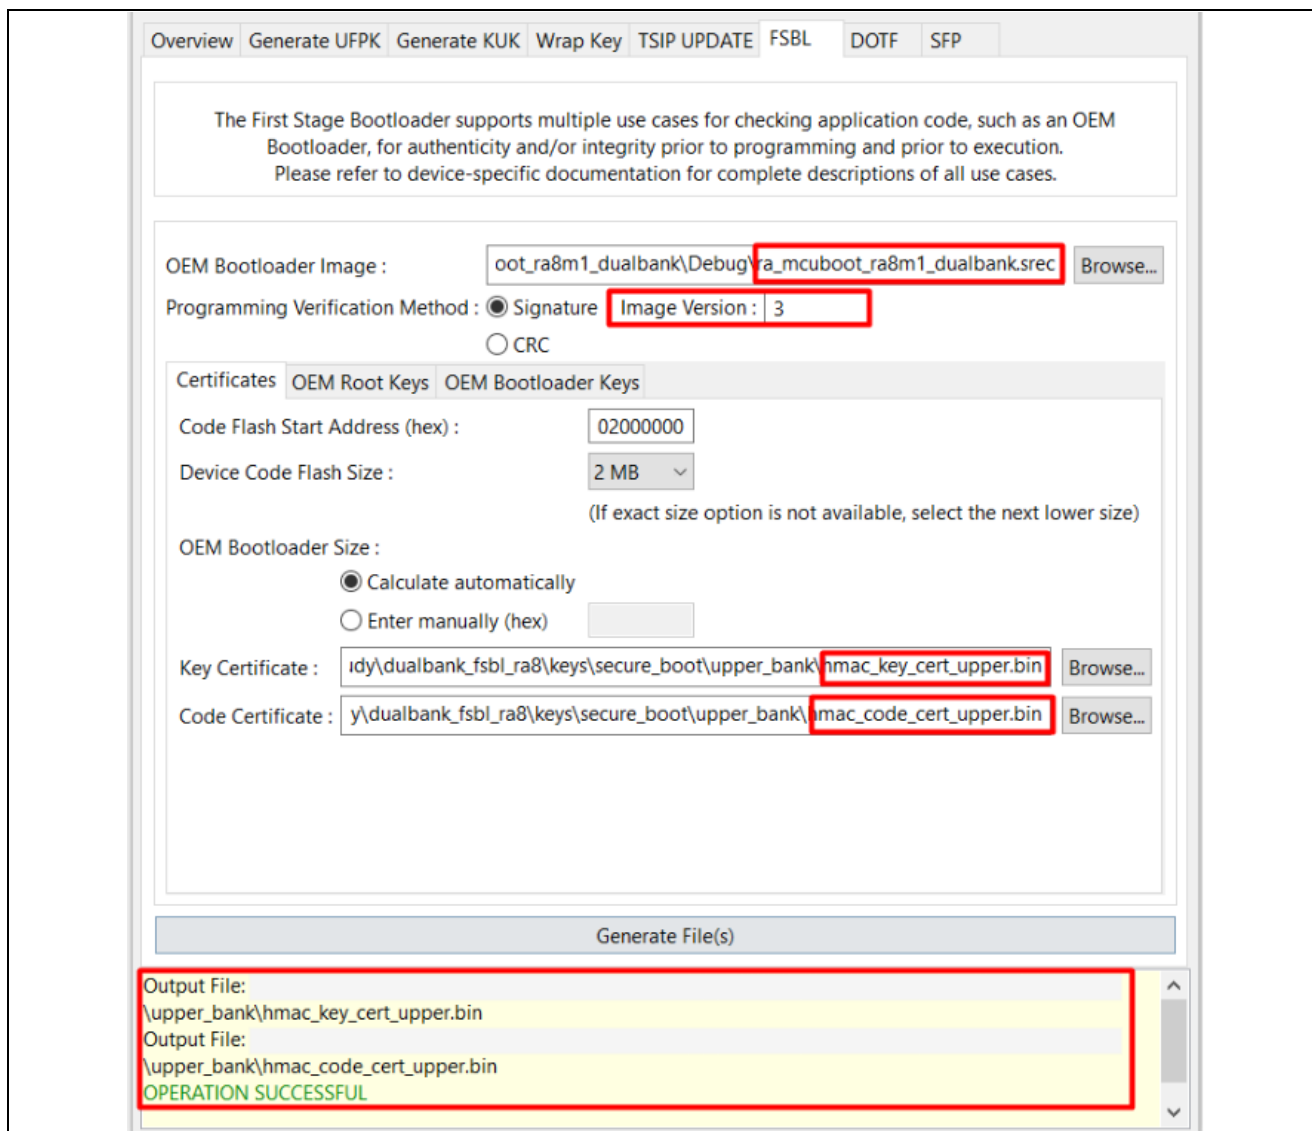 Overview Generate UFPK Generate KUK Wrap Key TSIP UPDATE FSBL DOTF SFP
The First Stage Bootloader supports multiple use cases for checking application code, such as an OEM
Bootloader, for authenticity and/or integrity prior to programming and prior to execution.
Please refer to device-specific documentation for complete descriptions of all use cases.
OEM Bootloader Image : oot_ra8m1_dualbank\Debug\ra_mcuboot_ra8m1_dualbank.srec Browse...
Programming Verification Method : Signature Image Version : 3
CRC
Certificates OEM Root Keys OEM Bootloader Keys
Code Flash Start Address (hex) : 02000000
Device Code Flash Size : 2 MB
(If exact size option is not available, select the next lower size)
OEM Bootloader Size :
Calculate automatically
Enter manually (hex)
Key Certificate : ıdy\dualbank_fsbl_ra8\keys\secure_boot\upper_bank\hmac_key_cert_upper.bin Browse...
Code Certificate : y\dualbank_fsbl_ra8\keys\secure_boot\upper_bank\hmac_code_cert_upper.bin Browse...
Generate File(s)
Output File:
\upper_bank\hmac_key_cert_upper.bin
Output File:
\upper_bank\hmac_code_cert_upper.bin
OPERATION SUCCESSFUL